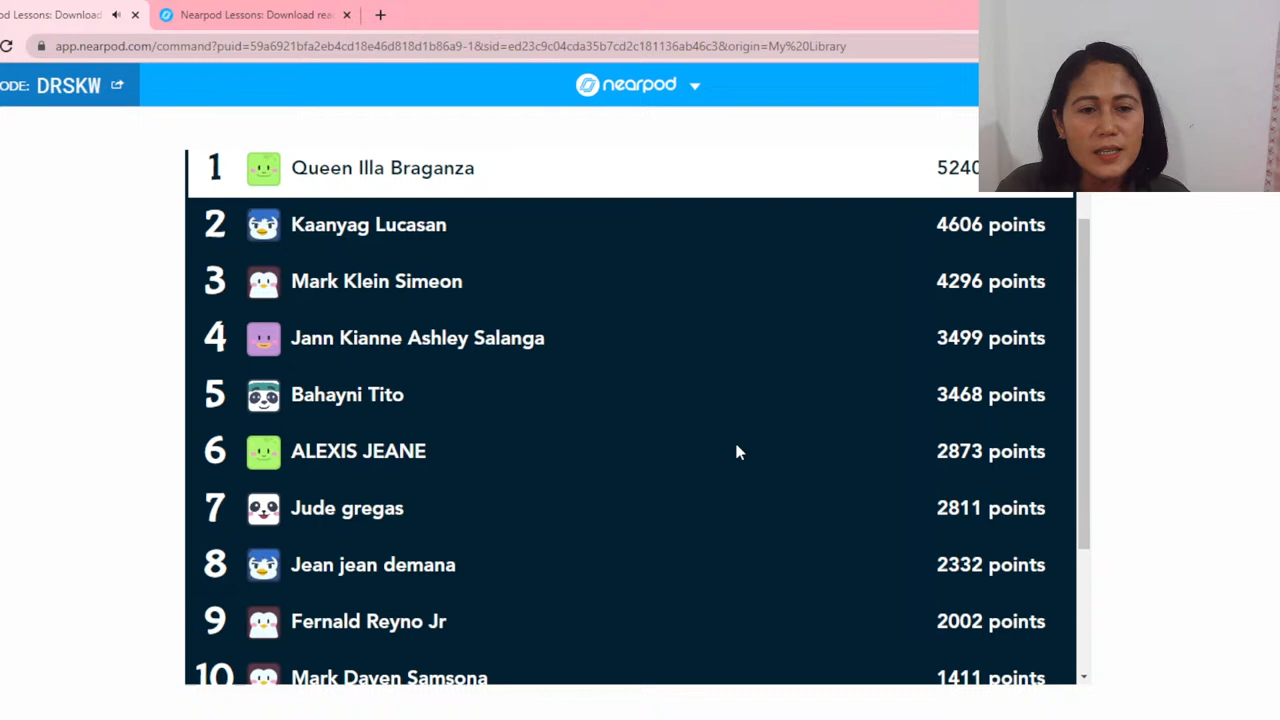 od Lessons: Download
Nearpod Lessons: Download rea
app.nearpod.com/command?puid=59a6921bfa2eb4cd18e46d818d1b86a9-1&sid=ed23c9c04cda35b7cd2c181136ab46c3&origin=My%20Library
ODE: DRSKW
nearpod
1 Queen Illa Braganza 5240
2 Kaanyag Lucasan 4606 points
3 Mark Klein Simeon 4296 points
4 Jann Kianne Ashley Salanga 3499 points
5 Bahayni Tito 3468 points
6 ALEXIS JEANE 2873 points
7 Jude gregas 2811 points
8 Jean jean demana 2332 points
9 Fernald Reyno Jr 2002 points
10 Mark Daven Samsona 1411 points